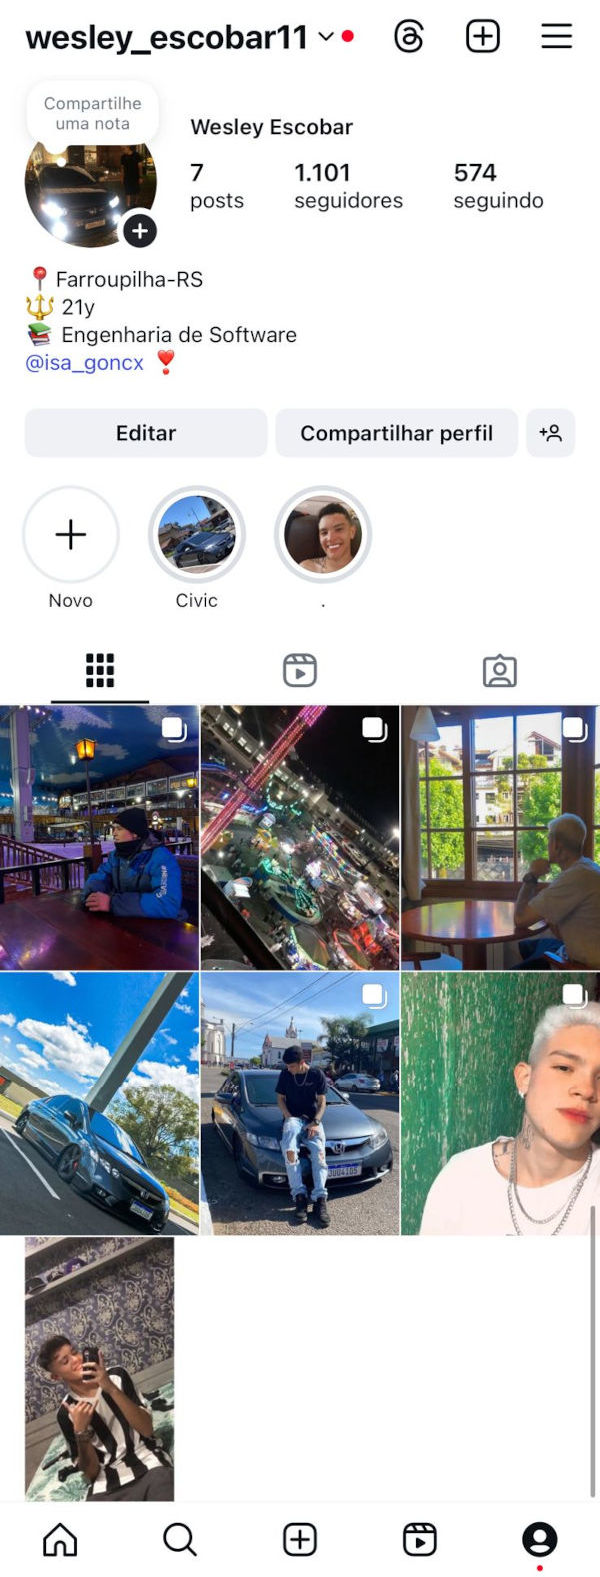 wesley_escobar11
Compartilhe
uma nota
Wesley Escobar
7
posts
1.101
seguidores
574
seguindo
Farroupilha-RS
21y
Engenharia de Software
@isa_goncx
Editar
Compartilhar perfil
Novo
Civic
.